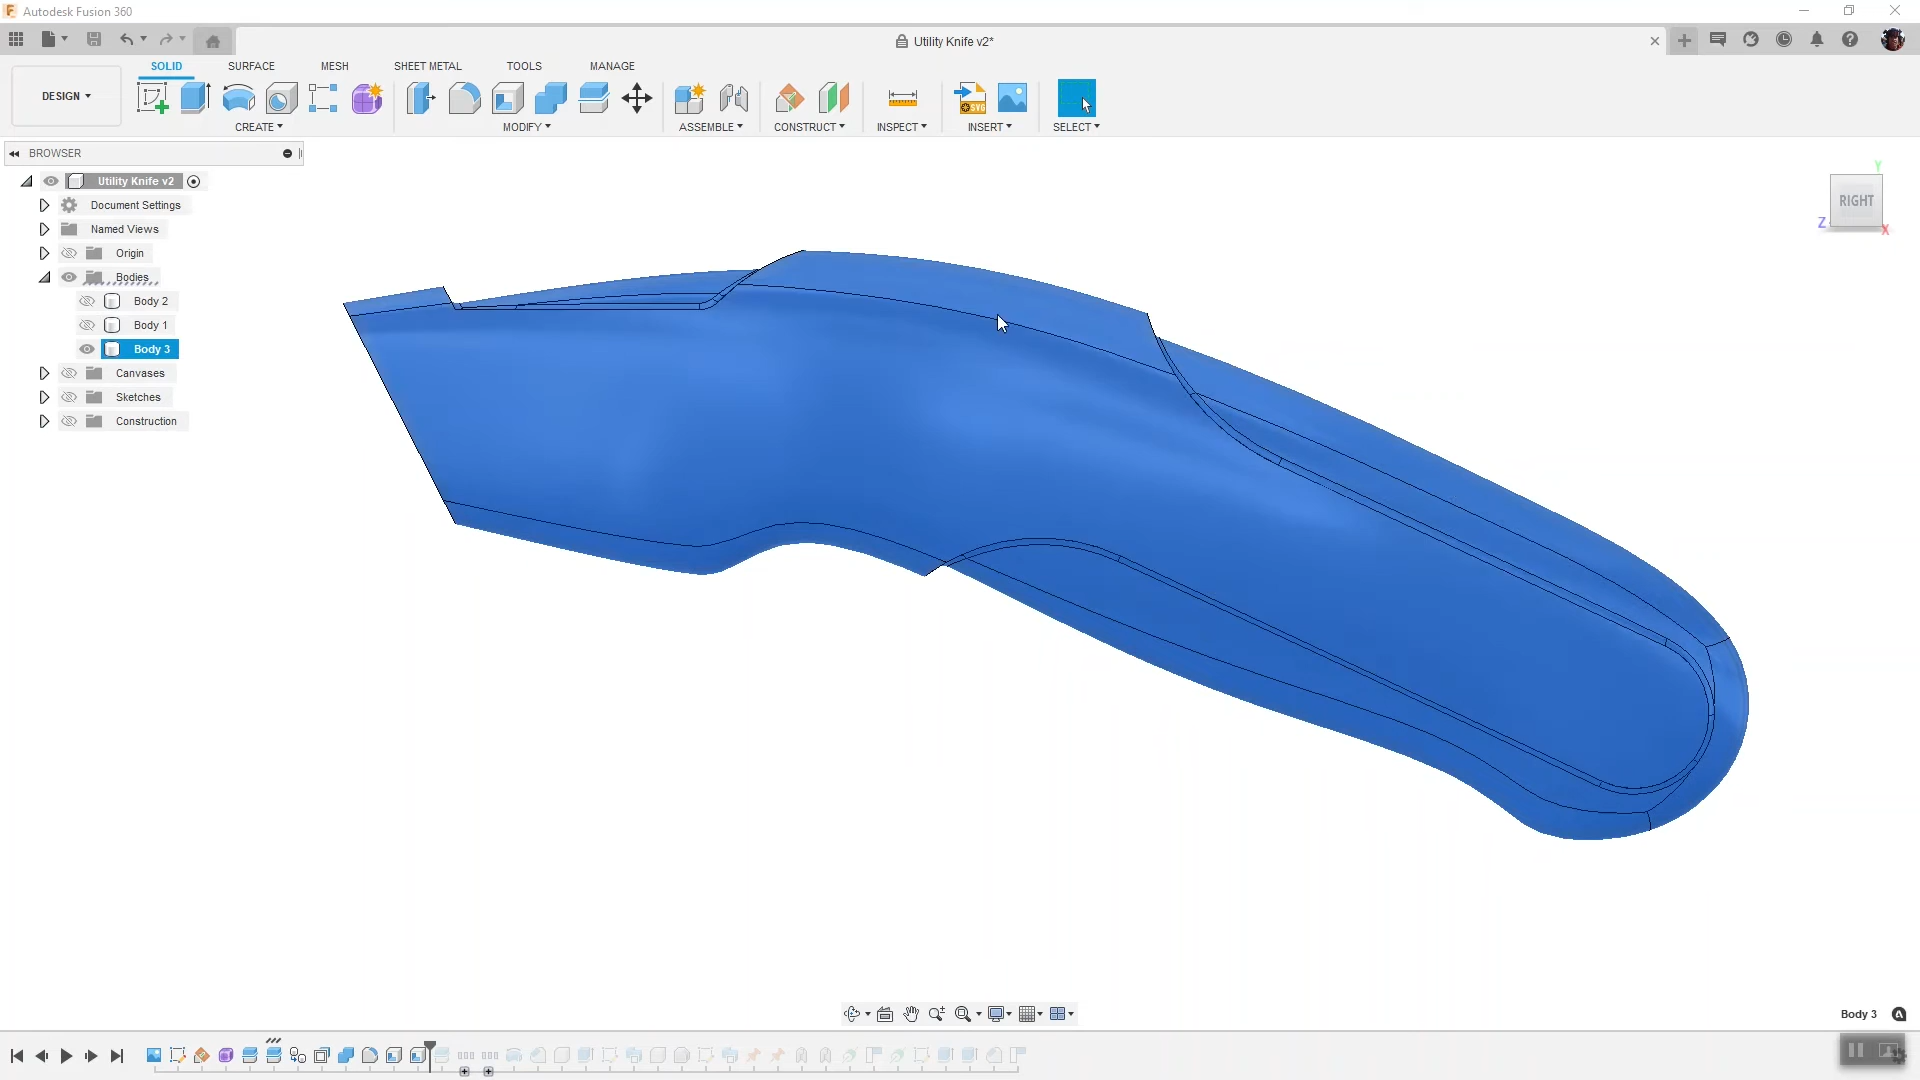 Autodesk Fusion 360
Utility Knife v2*
DESIGN
SOLID SURFACE MESH SHEET METAL TOOLS MANAGE
SVG
CREATE MODIFY ASSEMBLE CONSTRUCT INSPECT INSERT SELECT
BROWSER
Utility Knife v2
Document Settings
Named Views
Origin
Bodies
Body 2
Body 1
Body 3
Canvases
Sketches
Construction
Y
RIGHT
Z
X
Body 3